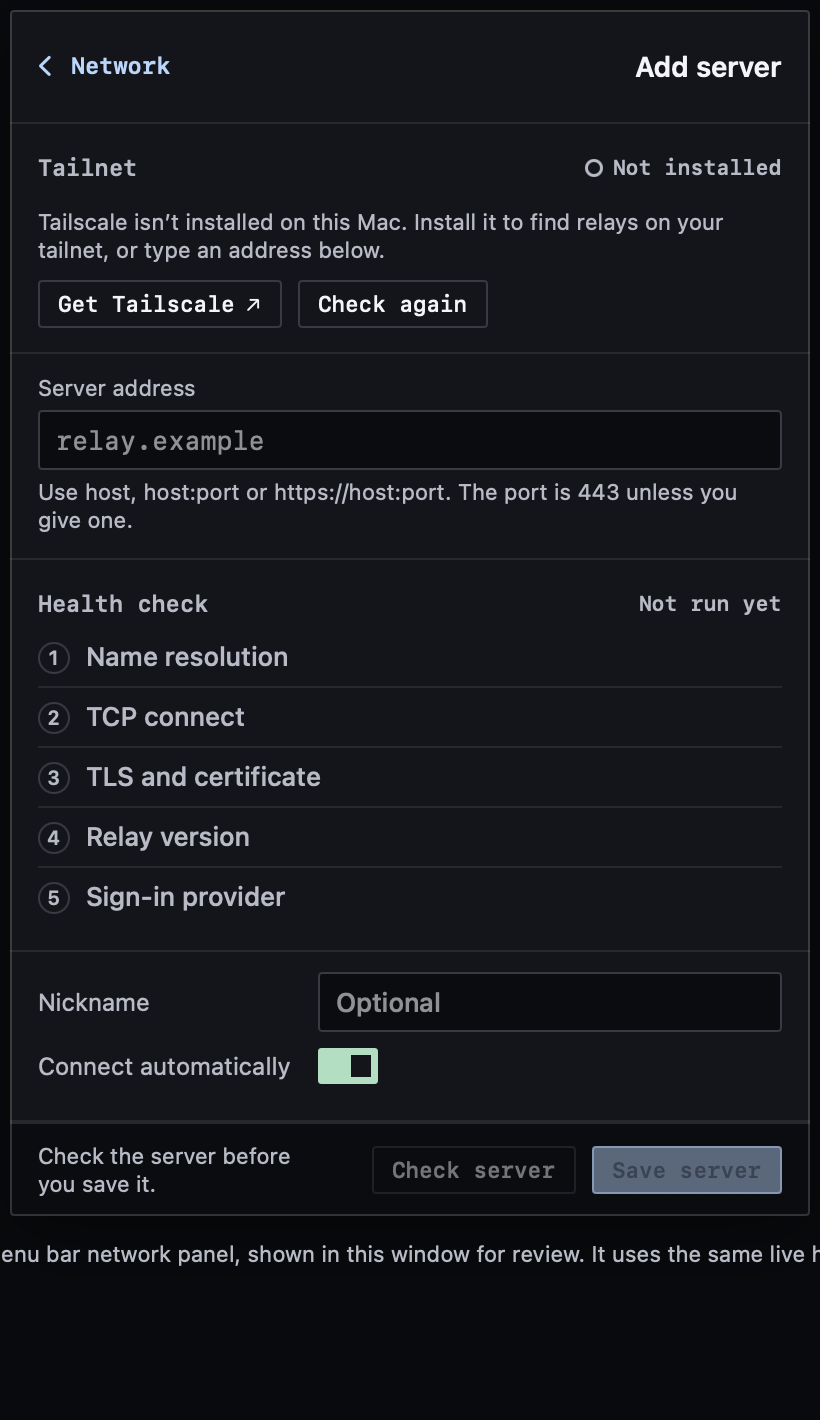 Network
Add server
Tailnet
Not installed
Tailscale isn’t installed on this Mac. Install it to find relays on your
tailnet, or type an address below.
Get Tailscale ↗
Check again
Server address
relay.example
Use host, host:port or https://host:port. The port is 443 unless you
give one.
Health check
Not run yet
1 Name resolution
2 TCP connect
3 TLS and certificate
4 Relay version
5 Sign-in provider
Nickname
Optional
Connect automatically
Check the server before
you save it.
Check server
Save server
enu bar network panel, shown in this window for review. It uses the same live h